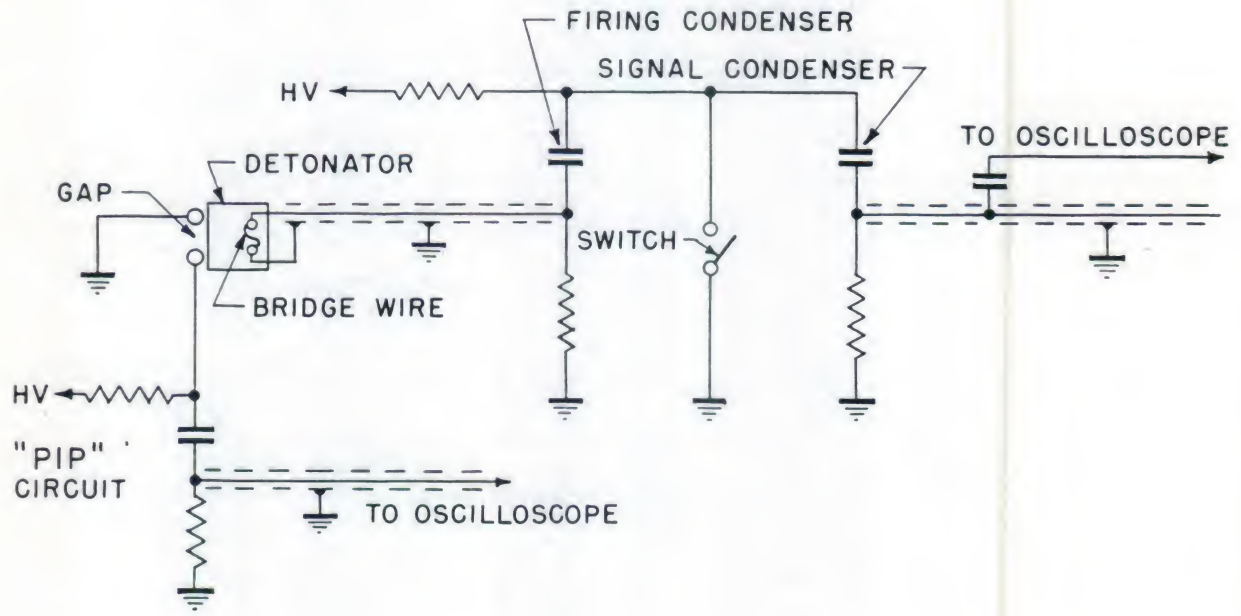 FIRING CONDENSER
SIGNAL CONDENSER
HV
TO OSCILLOSCOPE
DETONATOR
GAP
SWITCH
BRIDGE WIRE
HV
"PIP"
CIRCUIT
TO OSCILLOSCOPE